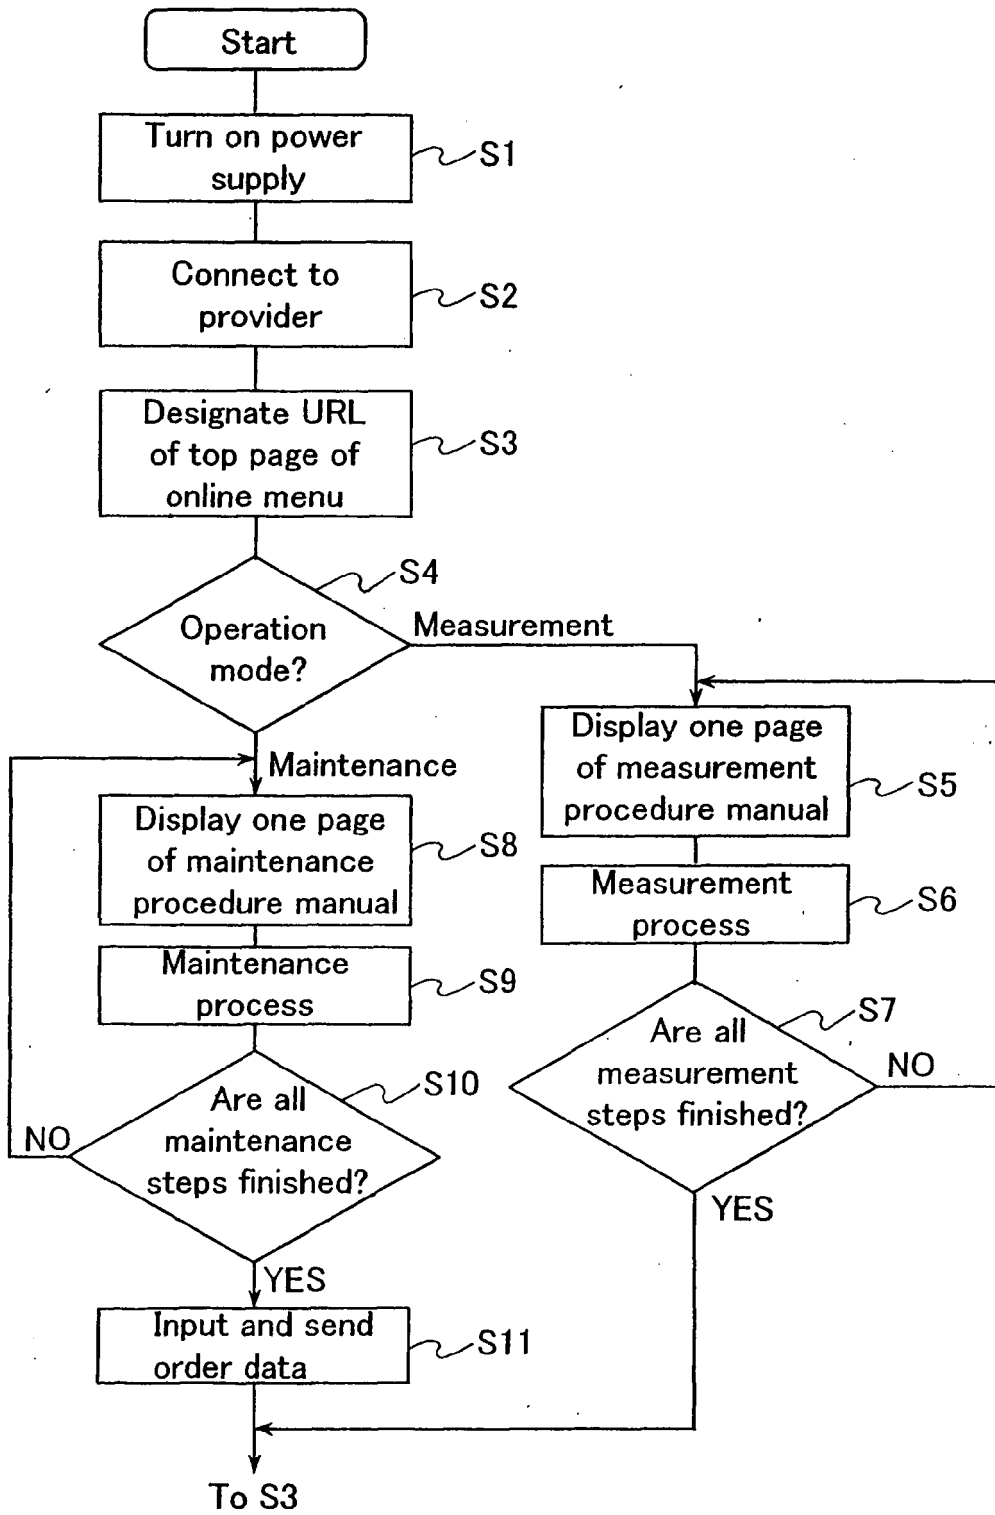 Start
Turn on power
supply
S1
Connect to
provider
S2
Designate URL
of top page of
online menu
S3
S4
Operation
mode?
Measurement
Maintenance
Display one page
of measurement
procedure manual
S5
Measurement
process
S6
Are all
measurement
steps finished?
S7
NO
YES
Display one page
of maintenance
procedure manual
S8
Maintenance
process
S9
Are all
maintenance
steps finished?
S10
NO
YES
Input and send
order data
S11
To S3